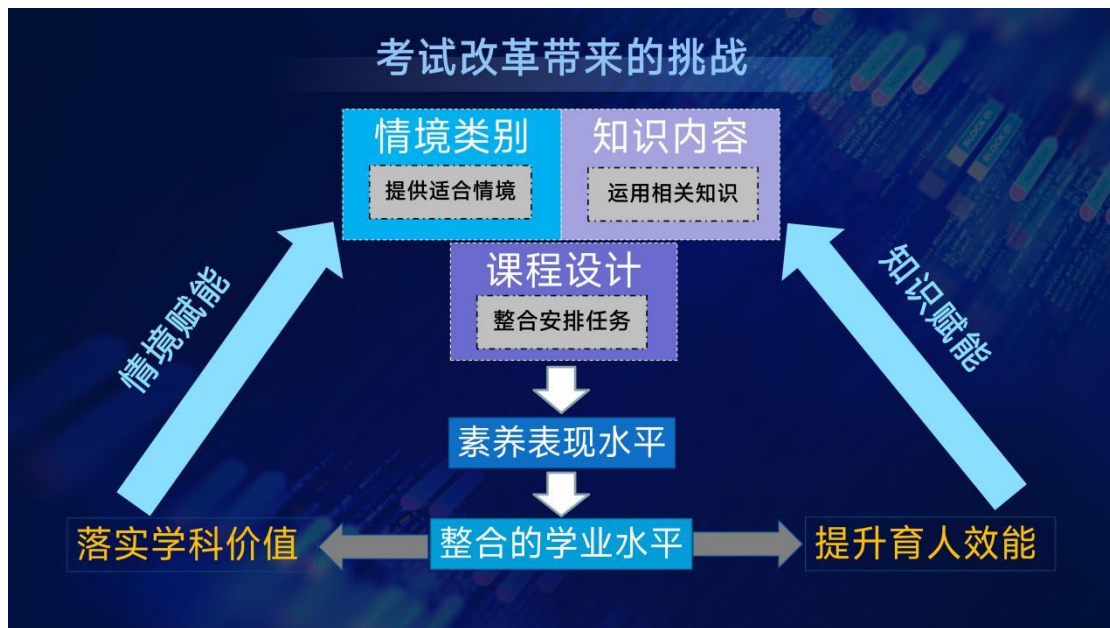 考试改革带来的挑战
情境类别
知识内容
提供适合情境
运用相关知识
课程设计
整合安排任务
情境赋能
知识赋能
素养表现水平
落实学科价值
整合的学业水平
提升育人效能
BLOCK 01